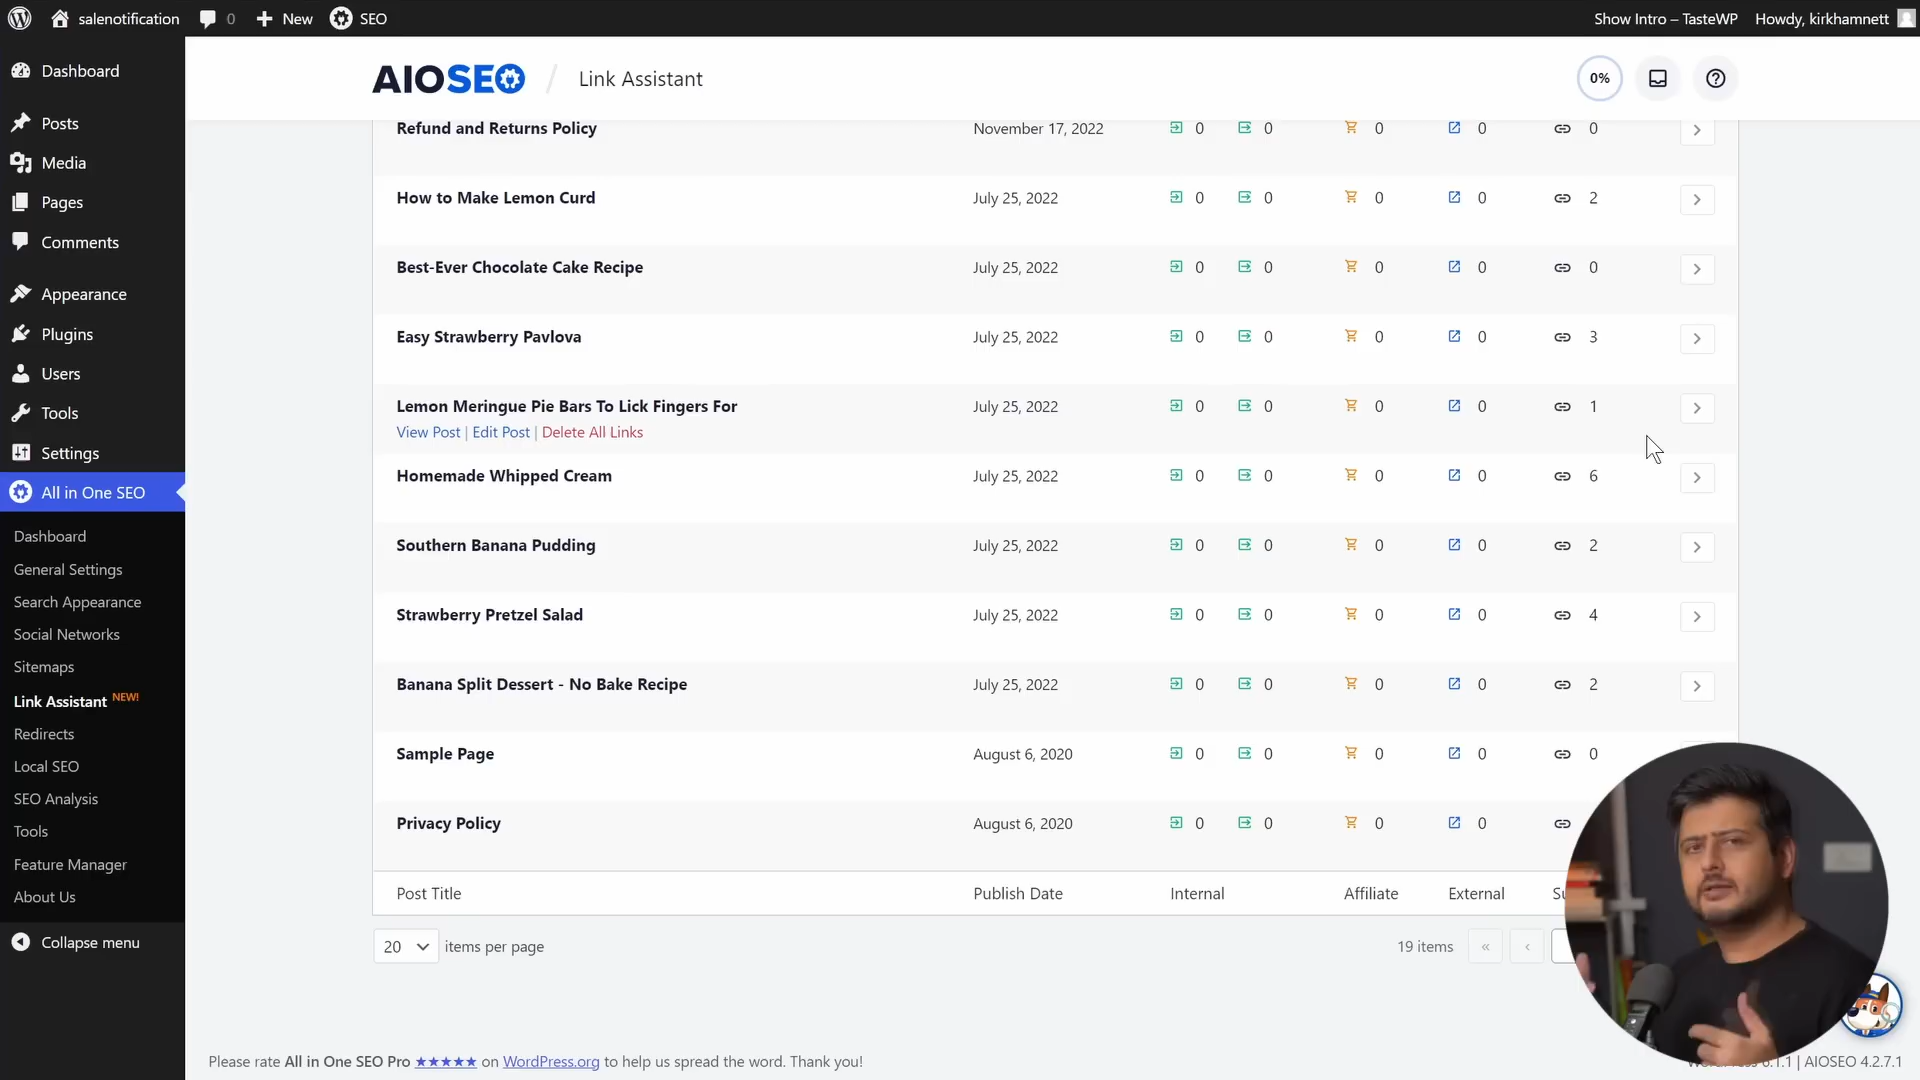 salenotification 0 New SEO Show Intro – TasteWP Howdy, kirkhamnett
AIOSEO / Link Assistant 0%
Dashboard
Posts
Media
Pages
Comments
Appearance
Plugins
Users
Tools
Settings
All in One SEO
Dashboard
General Settings
Search Appearance
Social Networks
Sitemaps
Link Assistant NEW!
Redirects
Local SEO
SEO Analysis
Tools
Feature Manager
About Us
Collapse menu
Refund and Returns Policy November 17, 2022 0 0 0 0 0
How to Make Lemon Curd July 25, 2022 0 0 0 0 2
Best-Ever Chocolate Cake Recipe July 25, 2022 0 0 0 0 0
Easy Strawberry Pavlova July 25, 2022 0 0 0 0 3
Lemon Meringue Pie Bars To Lick Fingers For July 25, 2022 0 0 0 0 1
View Post | Edit Post | Delete All Links
Homemade Whipped Cream July 25, 2022 0 0 0 0 6
Southern Banana Pudding July 25, 2022 0 0 0 0 2
Strawberry Pretzel Salad July 25, 2022 0 0 0 0 4
Banana Split Dessert - No Bake Recipe July 25, 2022 0 0 0 0 2
Sample Page August 6, 2020 0 0 0 0 0
Privacy Policy August 6, 2020 0 0 0 0
Post Title Publish Date Internal Affiliate External
20 items per page 19 items « ‹
Please rate All in One SEO Pro ★★★★★ on WordPress.org to help us spread the word. Thank you! | AIOSEO 4.2.7.1